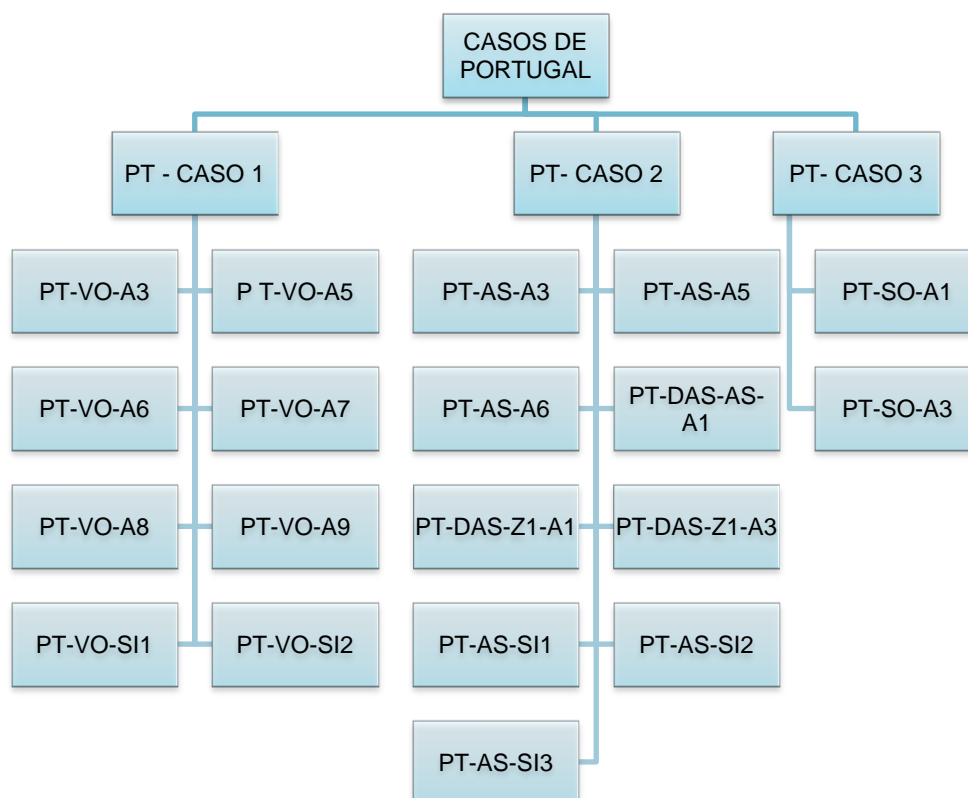 CASOS DE
PORTUGAL
PT - CASO 1
PT- CASO 2
PT- CASO 3
PT-VO-A3
P T-VO-A5
PT-AS-A3
PT-AS-A5
PT-SO-A1
PT-VO-A6
PT-VO-A7
PT-AS-A6
PT-DAS-AS-
A1
PT-SO-A3
PT-VO-A8
PT-VO-A9
PT-DAS-Z1-A1
PT-DAS-Z1-A3
PT-VO-SI1
PT-VO-SI2
PT-AS-SI1
PT-AS-SI2
PT-AS-SI3